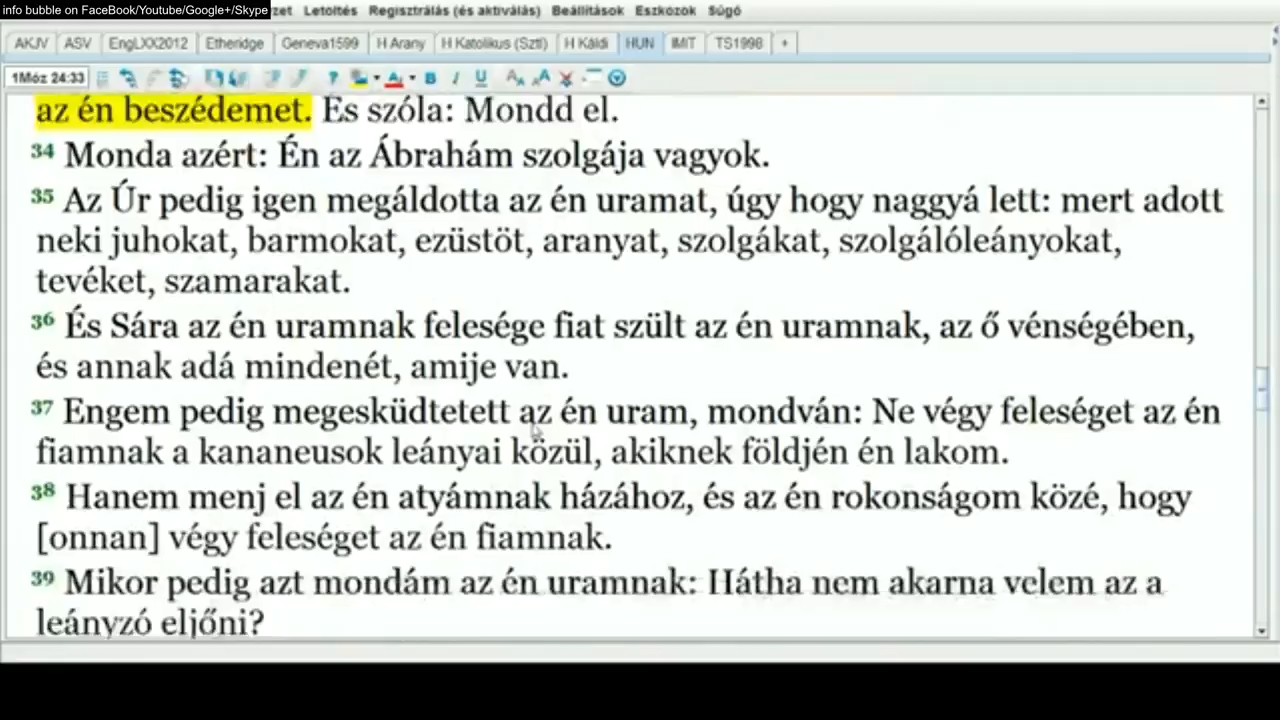 info bubble on FaceBook/Youtube/Google+/Skype zet Letöltés Regisztrálás (és aktiválás) Beállítások Eszközök Súgó
AKJV ASV EngLXX2012 Etheridge Geneva1599 H Arany H Katolikus (SztI) H Káldi HUN IMIT TS1998 +
1Móz 24:33
az én beszédemet. És szóla: Mondd el.
34 Monda azért: Én az Ábrahám szolgája vagyok.
35 Az Úr pedig igen megáldotta az én uramat, úgy hogy naggyá lett: mert adott
neki juhokat, barmokat, ezüstöt, aranyat, szolgákat, szolgálóleányokat,
tevéket, szamarakat.
36 És Sára az én uramnak felesége fiat szült az én uramnak, az ő vénségében,
és annak adá mindenét, amije van.
37 Engem pedig megesküdtetett az én uram, mondván: Ne végy feleséget az én
fiamnak a kananeusok leányai közül, akiknek földjén én lakom.
38 Hanem menj el az én atyámnak házához, és az én rokonságom közé, hogy
[onnan] végy feleséget az én fiamnak.
39 Mikor pedig azt mondám az én uramnak: Hátha nem akarna velem az a
leányzó eljőni?